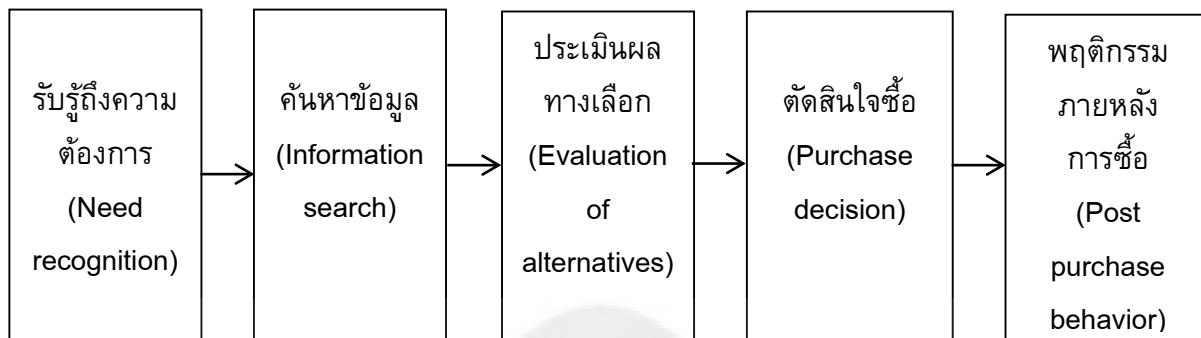 รับรู้ถึงความ
ต้องการ
(Need
recognition)
ค้นหาข้อมูล
(Information
search)
ประเมินผล
ทางเลือก
(Evaluation
of
alternatives)
ตัดสินใจซื้อ
(Purchase
decision)
พฤติกรรม
ภายหลัง
การซื้อ
(Post
purchase
behavior)